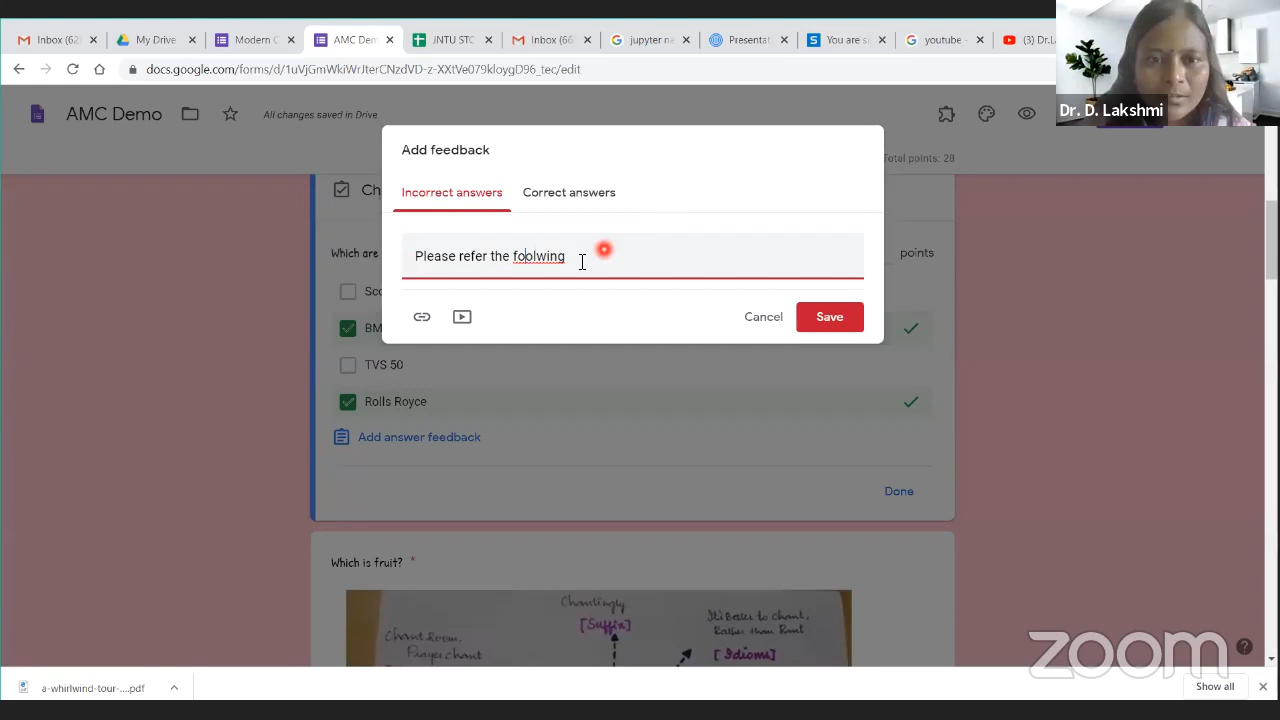 Inbox (62
My Drive
Modern C
AMC Dem
JNTU STC
Inbox (66
jupyter na
Presentat
You are s
youtube -
(3) Dr.L
docs.google.com/forms/d/1uVjGmWkiWrJterCNzdVD-z-XXtVe079kloygD96_tec/edit
AMC Demo
All changes saved in Drive
Dr. D. Lakshmi
Total points: 28
Add feedback
Incorrect answers
Correct answers
Ch
Which are
points
Please refer the foolwing
Sco
Cancel
Save
BM
TVS 50
Rolls Royce
Add answer feedback
Done
Which is fruit? *
Chantingly
[Suffix]
It's Better to chant,
Rather than Rant
[Idioms]
Chant Room,
Prayer chant
zoom
a-whirlwind-tour-....pdf
Show all